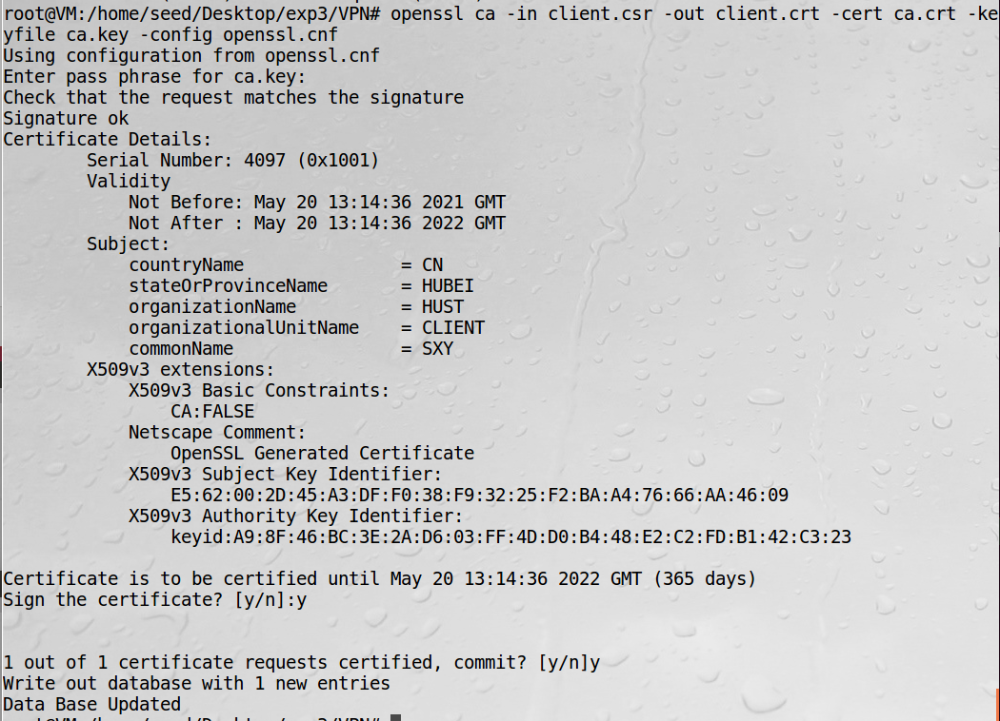 root@VM:/home/seed/Desktop/exp3/VPN# openssl ca -in client.csr -out client.crt -cert ca.crt -ke
yfile ca.key -config openssl.cnf
Using configuration from openssl.cnf
Enter pass phrase for ca.key:
Check that the request matches the signature
Signature ok
Certificate Details:
        Serial Number: 4097 (0x1001)
        Validity
            Not Before: May 20 13:14:36 2021 GMT
            Not After : May 20 13:14:36 2022 GMT
        Subject:
            countryName               = CN
            stateOrProvinceName       = HUBEI
            organizationName          = HUST
            organizationalUnitName    = CLIENT
            commonName                = SXY
        X509v3 extensions:
            X509v3 Basic Constraints:
                CA:FALSE
            Netscape Comment:
                OpenSSL Generated Certificate
            X509v3 Subject Key Identifier:
                E5:62:00:2D:45:A3:DF:F0:38:F9:32:25:F2:BA:A4:76:66:AA:46:09
            X509v3 Authority Key Identifier:
                keyid:A9:8F:46:BC:3E:2A:D6:03:FF:4D:D0:B4:48:E2:C2:FD:B1:42:C3:23

Certificate is to be certified until May 20 13:14:36 2022 GMT (365 days)
Sign the certificate? [y/n]:y


1 out of 1 certificate requests certified, commit? [y/n]y
Write out database with 1 new entries
Data Base Updated